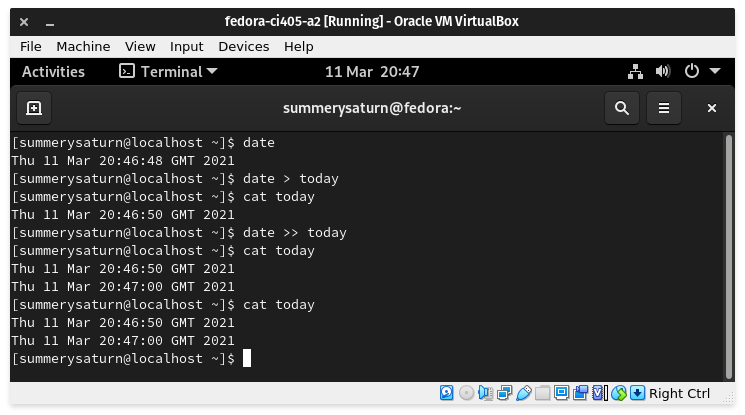 fedora-ci405-a2 [Running] - Oracle VM VirtualBox
File Machine View Input Devices Help
Activities Terminal 11 Mar 20:47
summerysaturn@fedora:~
[summerysaturn@localhost ~]$ date
Thu 11 Mar 20:46:48 GMT 2021
[summerysaturn@localhost ~]$ date > today
[summerysaturn@localhost ~]$ cat today
Thu 11 Mar 20:46:50 GMT 2021
[summerysaturn@localhost ~]$ date >> today
[summerysaturn@localhost ~]$ cat today
Thu 11 Mar 20:46:50 GMT 2021
Thu 11 Mar 20:47:00 GMT 2021
[summerysaturn@localhost ~]$ cat today
Thu 11 Mar 20:46:50 GMT 2021
Thu 11 Mar 20:47:00 GMT 2021
[summerysaturn@localhost ~]$
Right Ctrl